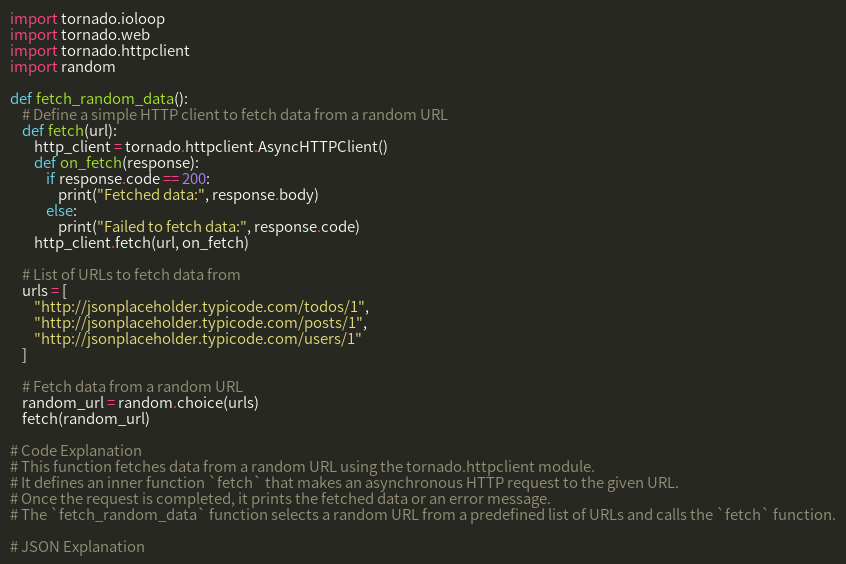 import tornado.ioloop
import tornado.web
import tornado.httpclient
import random

def fetch_random_data():
    # Define a simple HTTP client to fetch data from a random URL
    def fetch(url):
        http_client = tornado.httpclient.AsyncHTTPClient()
        def on_fetch(response):
            if response.code == 200:
                print("Fetched data:", response.body)
            else:
                print("Failed to fetch data:", response.code)
        http_client.fetch(url, on_fetch)

    # List of URLs to fetch data from
    urls = [
        "http://jsonplaceholder.typicode.com/todos/1",
        "http://jsonplaceholder.typicode.com/posts/1",
        "http://jsonplaceholder.typicode.com/users/1"
    ]

    # Fetch data from a random URL
    random_url = random.choice(urls)
    fetch(random_url)

# Code Explanation
# This function fetches data from a random URL using the tornado.httpclient module.
# It defines an inner function `fetch` that makes an asynchronous HTTP request to the given URL.
# Once the request is completed, it prints the fetched data or an error message.
# The `fetch_random_data` function selects a random URL from a predefined list of URLs and calls the `fetch` function.

# JSON Explanation